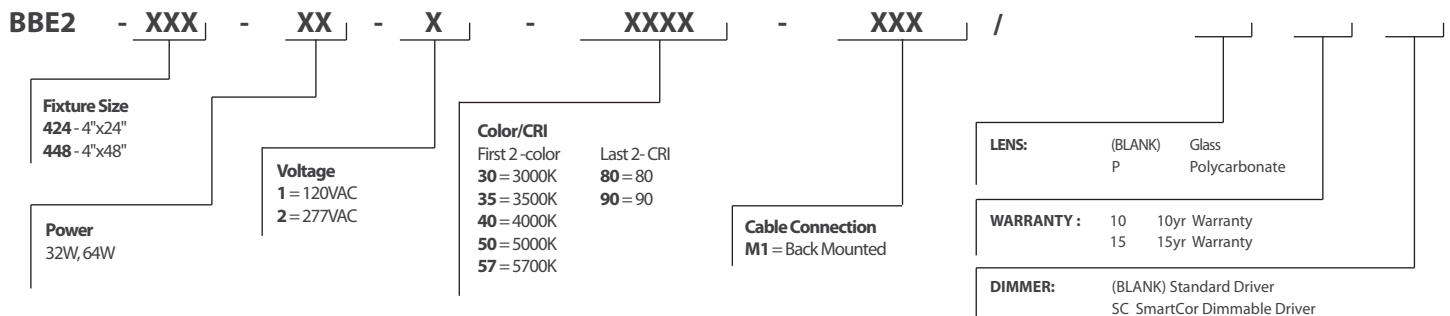 BBE2 - XXX - XX - X - XXXX - XXX /
Fixture Size
424 - 4"x24"
448 - 4"x48"
Power
32W, 64W
Voltage
1 = 120VAC
2 = 277VAC
Color/CRI
First 2 -color Last 2- CRI
30 = 3000K 80 = 80
35 = 3500K 90 = 90
40 = 4000K
50 = 5000K
57 = 5700K
Cable Connection
M1 = Back Mounted
LENS: (BLANK) Glass
P Polycarbonate
WARRANTY : 10 10yr Warranty
15 15yr Warranty
DIMMER: (BLANK) Standard Driver
SC SmartCor Dimmable Driver